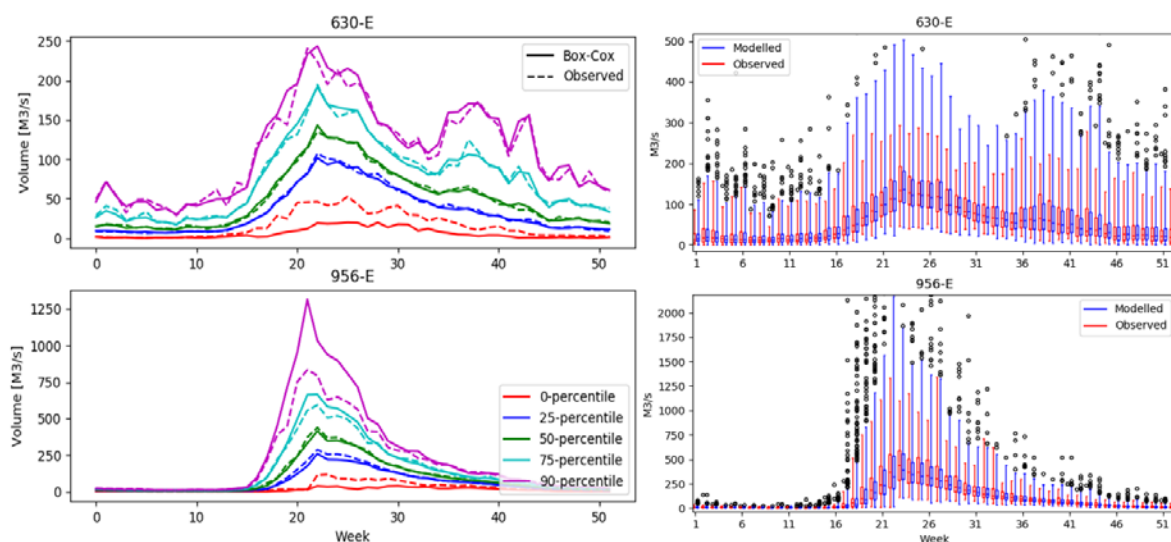 630-E
Volume [M3/s]
250
200
150
100
50
0
Box-Cox
Observed
0 10 20 30 40 50
630-E
M3/s
500
400
300
200
100
0
Modelled
Observed
1 6 11 16 21 26 31 36 41 46 51
956-E
Volume [M3/s]
1250
1000
750
500
250
0
0-percentile
25-percentile
50-percentile
75-percentile
90-percentile
0 10 20 30 40 50
Week
956-E
M3/s
2000
1750
1500
1250
1000
750
500
250
0
Modelled
Observed
1 6 11 16 21 26 31 36 41 46 51
Week